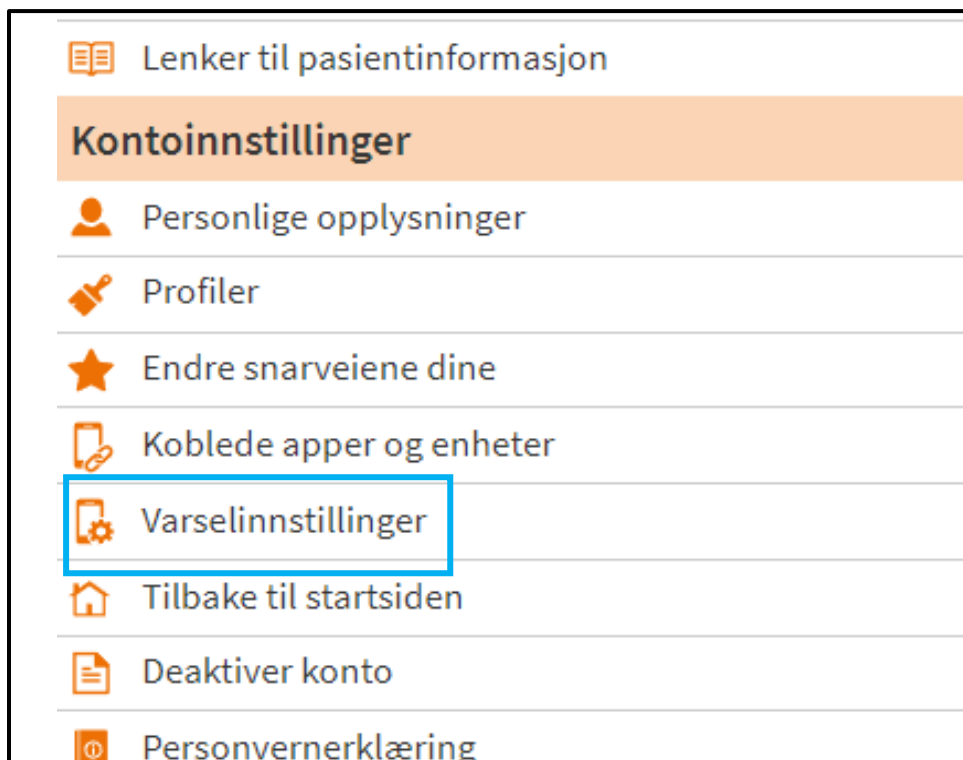 Lenker til pasientinformasjon
Kontoinnstillinger
Personlige opplysninger
Profiler
Endre snarveiene dine
Koblede apper og enheter
Varselinnstillinger
Tilbake til startsiden
Deaktiver konto
Personvernerklæring